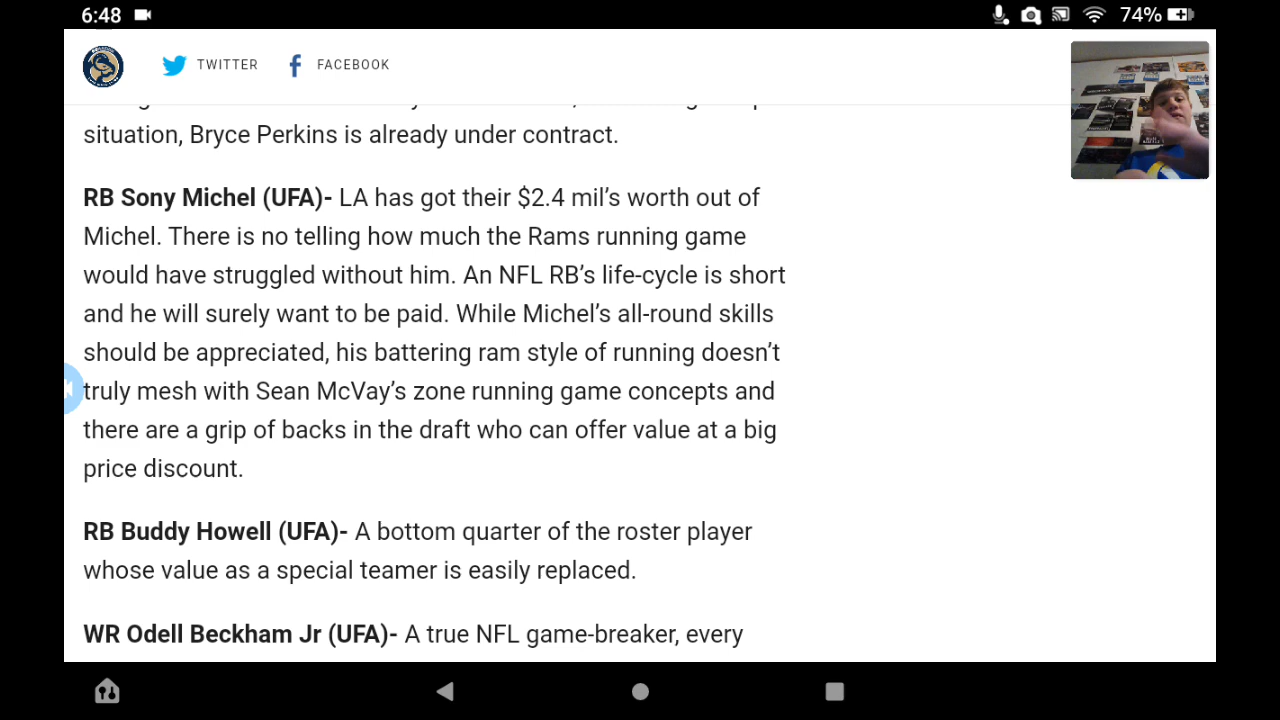 6:48
74%
TWITTER
FACEBOOK
situation, Bryce Perkins is already under contract.
RB Sony Michel (UFA)- LA has got their $2.4 mil’s worth out of
Michel. There is no telling how much the Rams running game
would have struggled without him. An NFL RB’s life-cycle is short
and he will surely want to be paid. While Michel’s all-round skills
should be appreciated, his battering ram style of running doesn’t
truly mesh with Sean McVay’s zone running game concepts and
there are a grip of backs in the draft who can offer value at a big
price discount.
RB Buddy Howell (UFA)- A bottom quarter of the roster player
whose value as a special teamer is easily replaced.
WR Odell Beckham Jr (UFA)- A true NFL game-breaker, every